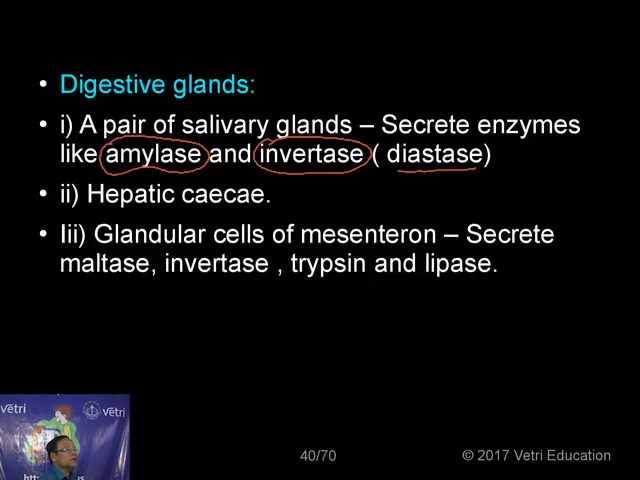 Digestive glands:
i) A pair of salivary glands – Secrete enzymes
like amylase and invertase ( diastase)
ii) Hepatic caecae.
Iii) Glandular cells of mesenteron – Secrete
maltase, invertase , trypsin and lipase.
vetri
vetri
40/70
© 2017 Vetri Education